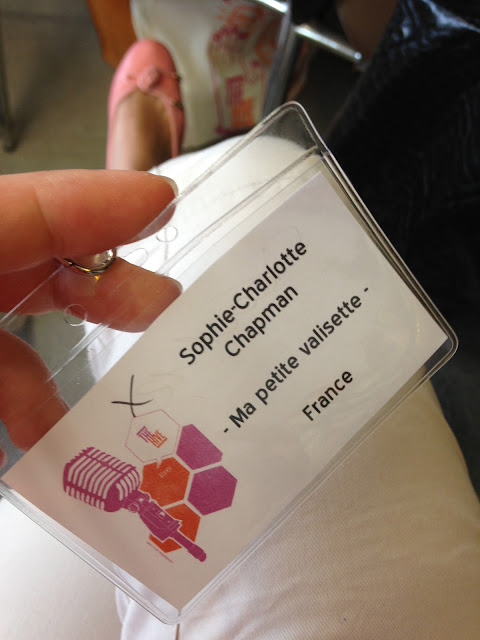 Sophie-Charlotte
Chapman
- Ma petite valisette -
France
X